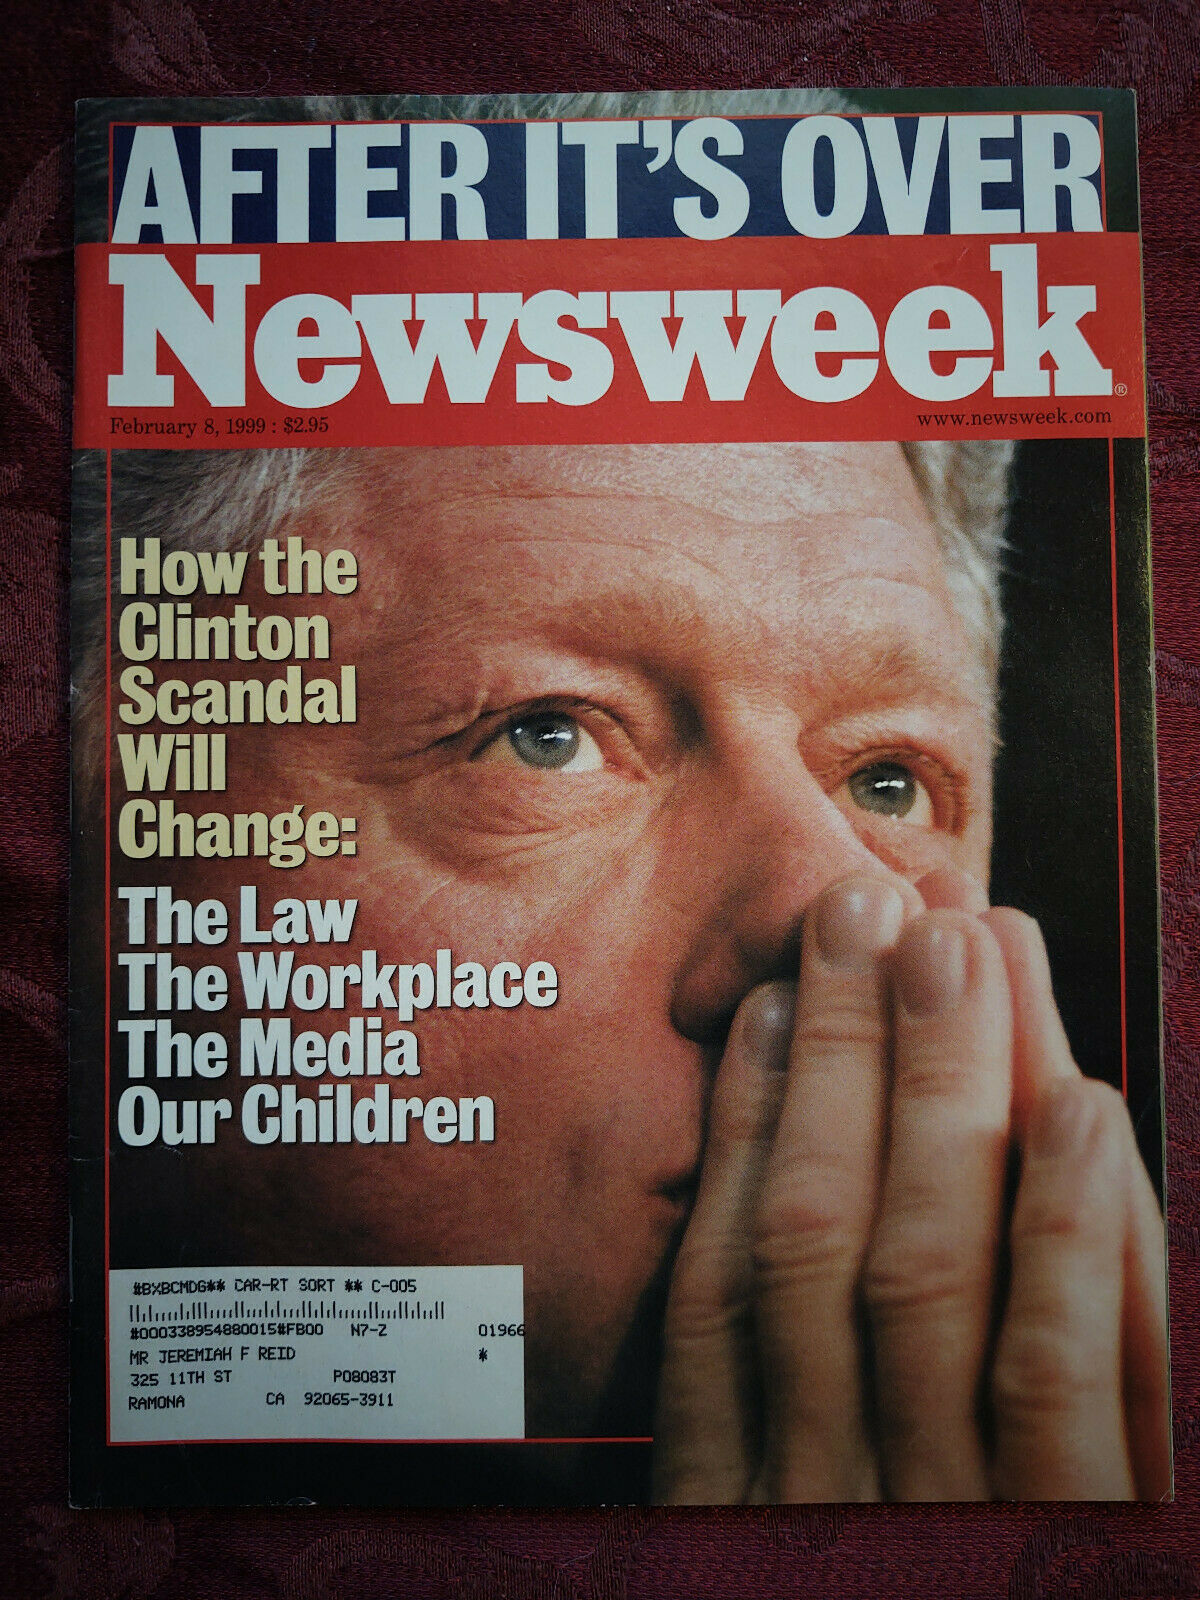 AFTER IT'S OVER
Newsweek®
February 8, 1999 : $2.95 www.newsweek.com
How the
Clinton
Scandal
Will
Change:
The Law
The Workplace
The Media
Our Children
#BXBCMDG** CAR-RT SORT ** C-005
#000338954880015#FB00 N7-Z 01966
MR JEREMIAH F REID *
325 11TH ST P08083T
RAMONA CA 92065-3911